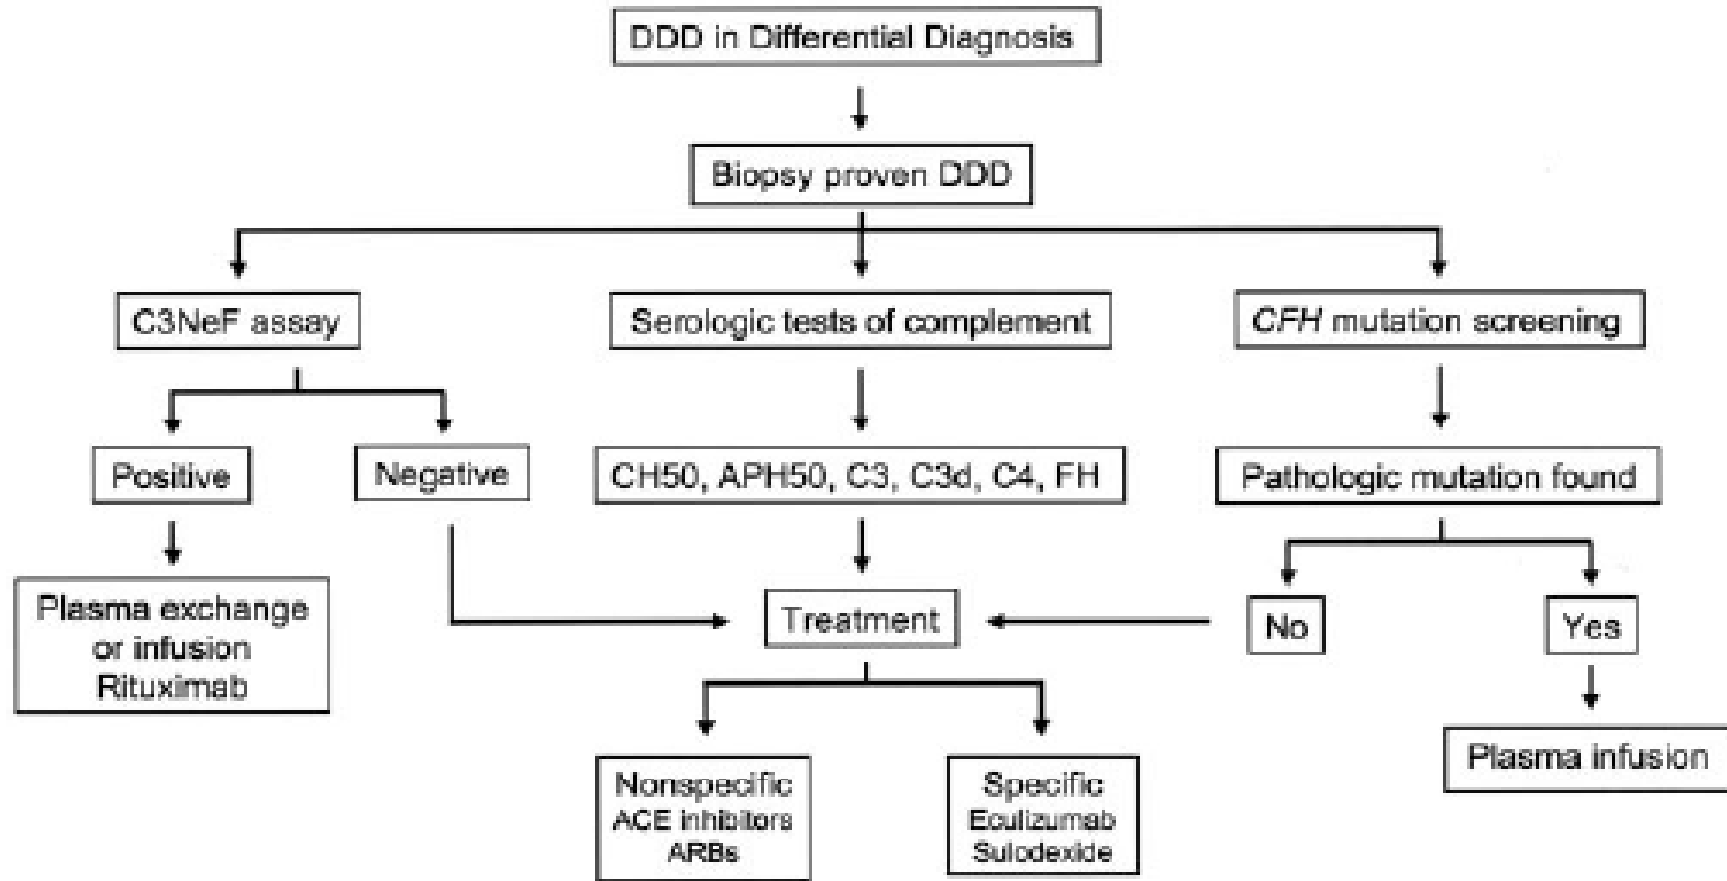 DDD in Differential Diagnosis
Biopsy proven DDD
C3NeF assay
Serologic tests of complement
CFH mutation screening
Positive
Negative
CH50, APH50, C3, C3d, C4, FH
Pathologic mutation found
Plasma exchange
or infusion
Rituximab
Treatment
No
Yes
Nonspecific
ACE inhibitors
ARBs
Specific
Eculizumab
Sulodexide
Plasma infusion